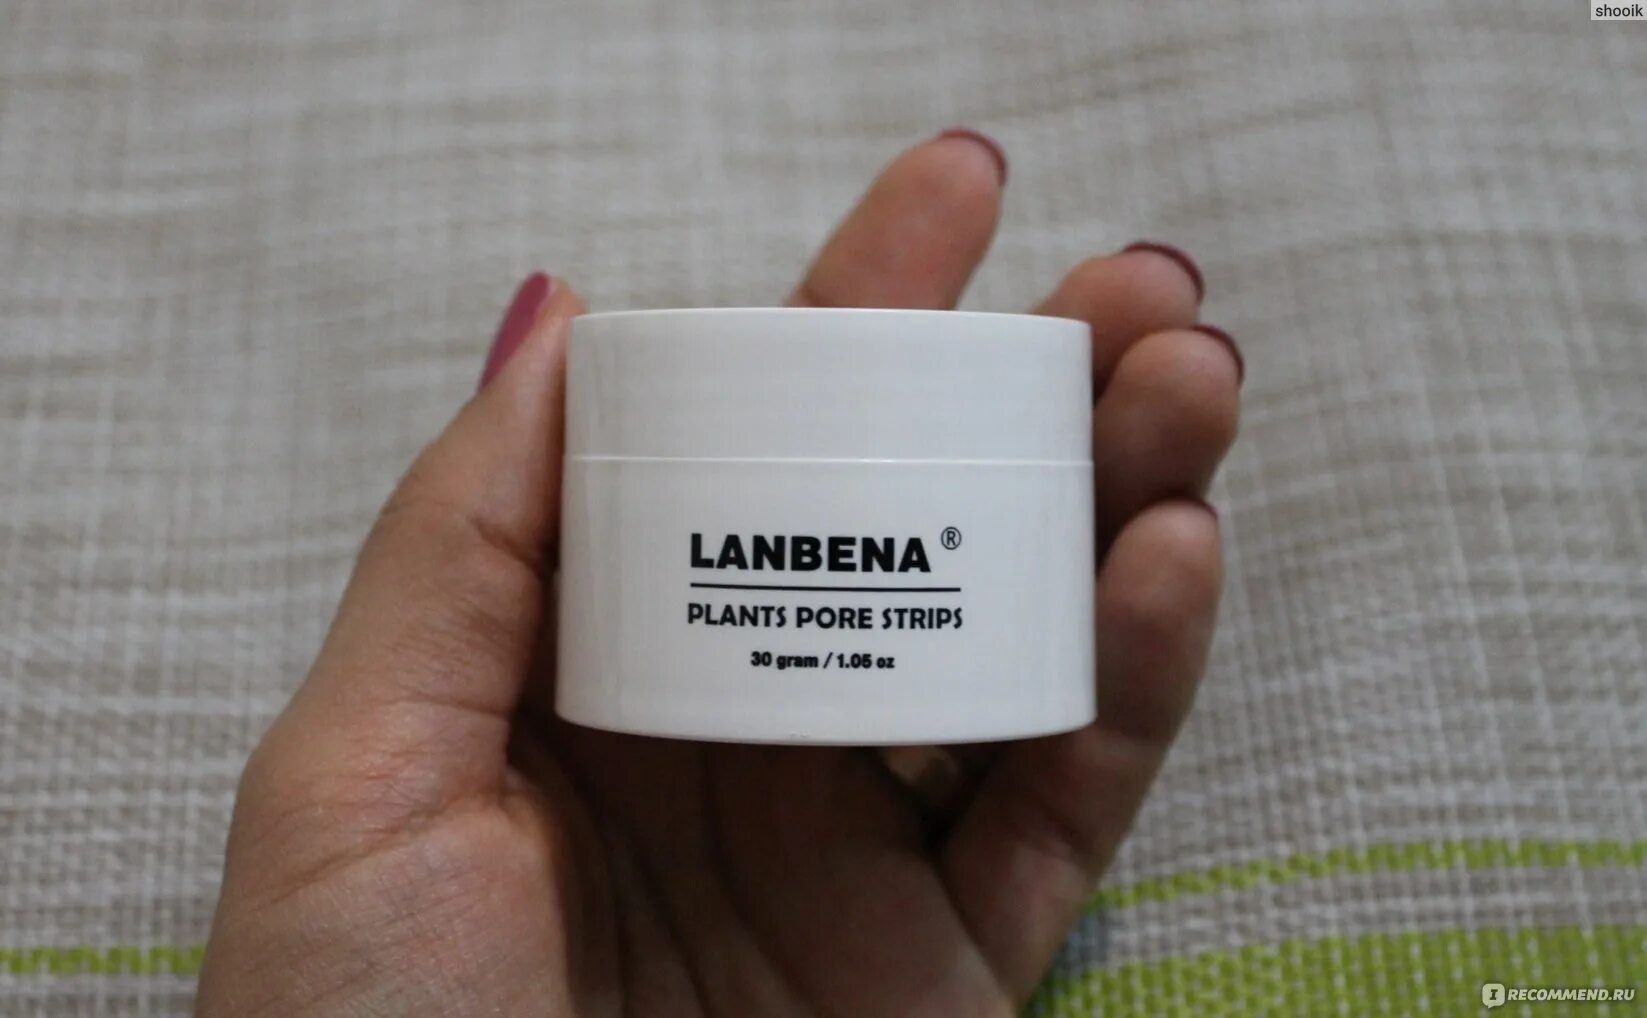 shooik
LANBENA ®
PLANTS PORE STRIPS
30 gram / 1.05 oz
I RECOMMEND.RU